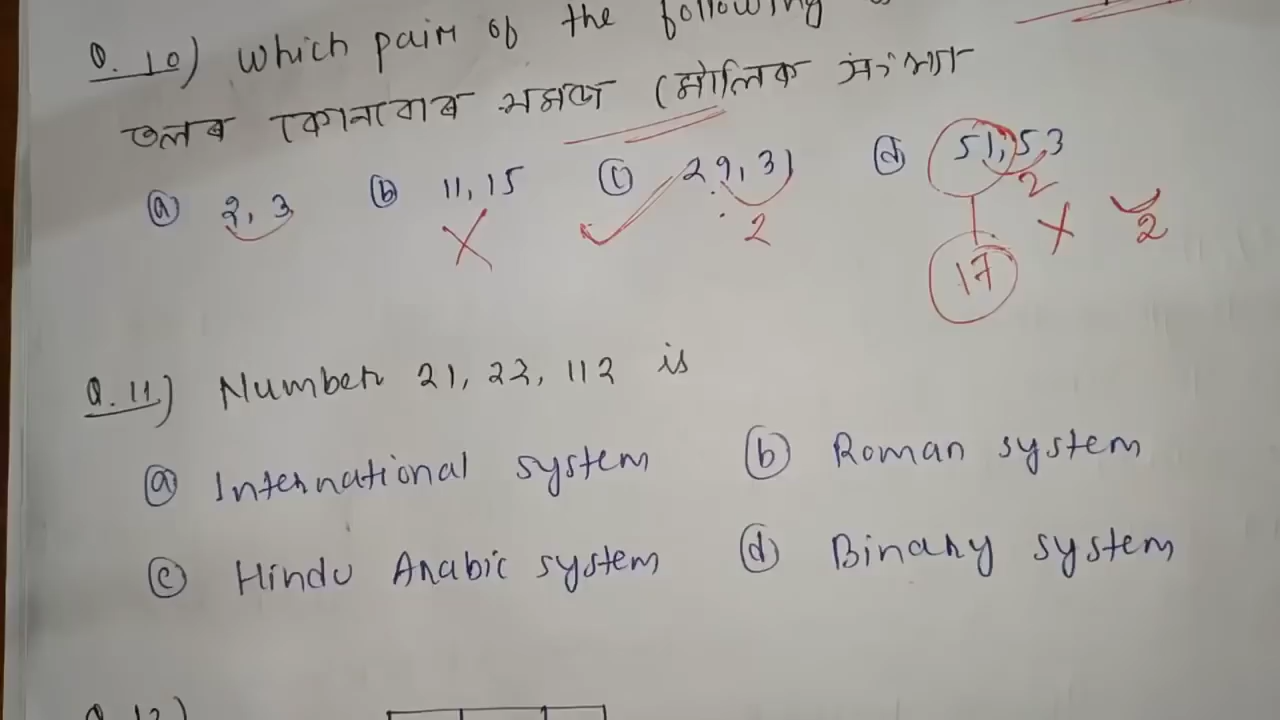 Q. 10) Which pair of the following
তলৰ কোনবোৰ যমজ মৌলিক সংখ্যা
(a) 2, 3 (b) 11, 15 (c) 29, 31 (d) 51, 53
2 2 2
17
Q. 11) Number 21, 22, 112 is
(a) International system (b) Roman system
(c) Hindu Arabic system (d) Binary system
Q. 12)